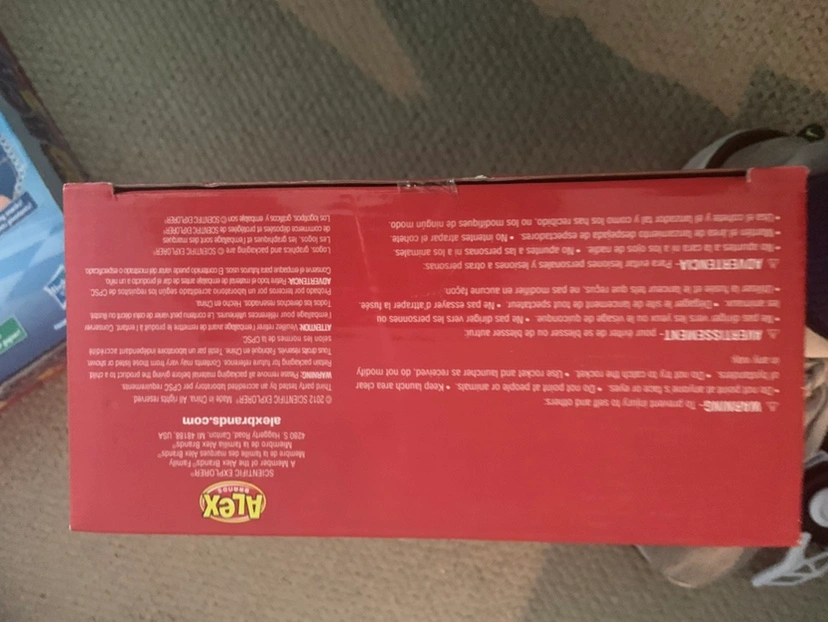 ⚠ WARNING- To prevent injury to self and others:
•Do not point at anyone's face or eyes. • Do not point at people or animals. • Keep launch area clear
of bystanders. • Do not try to catch the rocket. • Use rocket and launcher as received, do not modify
in any way.
⚠ AVERTISSEMENT- pour éviter de Se blesser ou de blesser autrui:
•Ne pas diriger vers les yeux ou le visage de quiconque. • Ne pas diriger vers les personnes ou
les animaux. • Dégager le site de lancement de tout spectateur. • Ne pas essayer d'attraper la fusée.
•Utiliser la fusée et le lanceur tels que reçus, ne pas modifier en aucune façon.
⚠ ADVERTENCIA- Para evitar lesiones personales y lesiones a otras personas:
•No apuntes a la cara ni a los ojos de nadie. • No apuntes a las personas ni a los animales.
•Mantén el área de lanzamiento despejada de espectadores. • No intentes atrapar el cohete.
•Usa el cohete y el lanzador tal y como los has recibido, no los modifiques de ningún modo.
ALEX
BRANDS
SCIENTIFIC EXPLORER®
A Member of the Alex Brands® Family
Membre de la famille des marques Alex Brands®
Miembro de la familia Alex Brands®
4280 S. Haggerty Road, Canton, MI 48188, USA
alexbrands.com
© 2012 SCIENTIFIC EXPLORER® Made in China. All rights reserved
Third party tested by an accredited laboratory per CPSC requirements.
WARNING: Please remove all packaging material before giving the product to a child.
Retain packaging for future reference. Contents may vary from those listed or shown.
Tous droits réservés. Fabriqué en Chine. Testé par un laboratoire indépendant accrédité
selon les normes de la CPSC.
ATTENTION: Veuillez retirer l'emballage avant de remettre le produit à l'enfant. Conserver
l'emballage pour référence ultérieures. Le contenu peut varier de celui décrit ou illustré.
Todos los derechos reservados. Hecho en China.
Probado por terceros por un laboratorio acreditado según los requisitos de CPSC.
ADVERTENCIA: Retire todo el material de embalaje antes de dar el producto a un niño.
Conserve el empaque para futuros usos. El contenido puede variar del mostrado o especificado.
Logos, graphics and packaging are © SCIENTIFIC EXPLORER®
Les logos, les graphiques et l'emballage sont des marques
de commerce déposées et protégées de SCIENTIFIC EXPLORER®
Los logotipos, y gráficos y embalaje son © SCIENTIFIC EXPLORER®